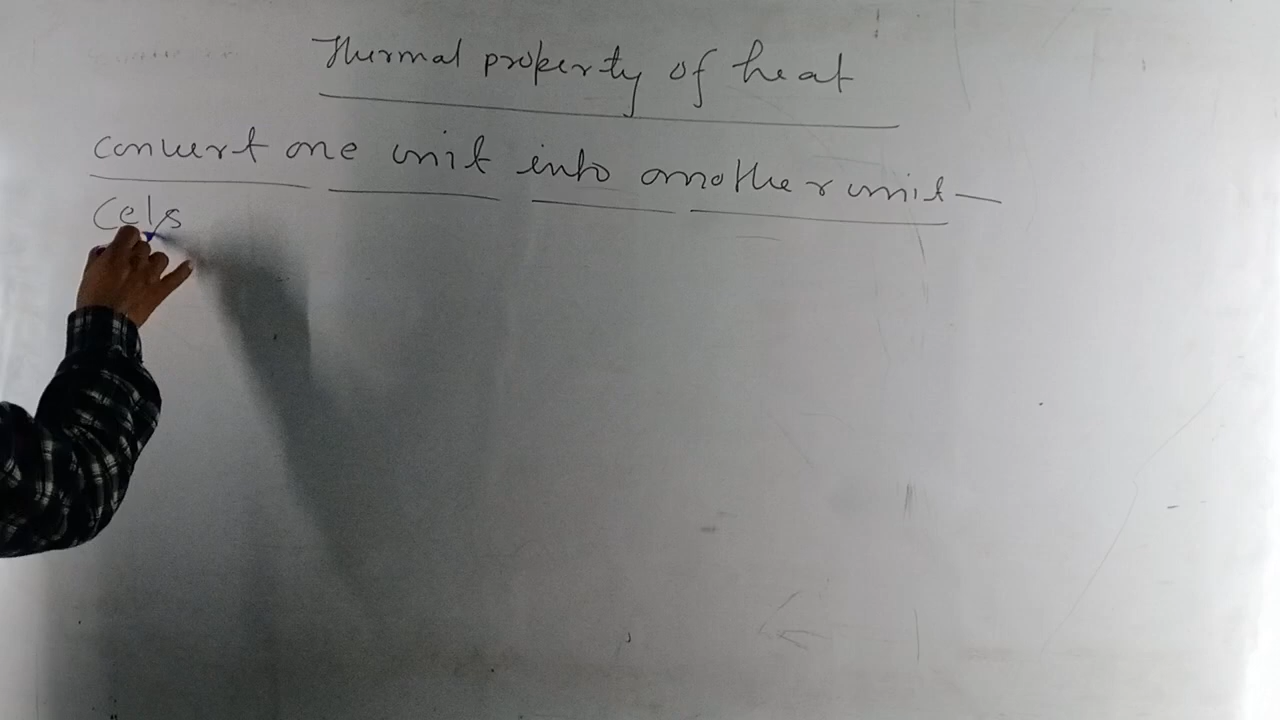 Thermal property of heat
convert one unit into another unit —
Cels